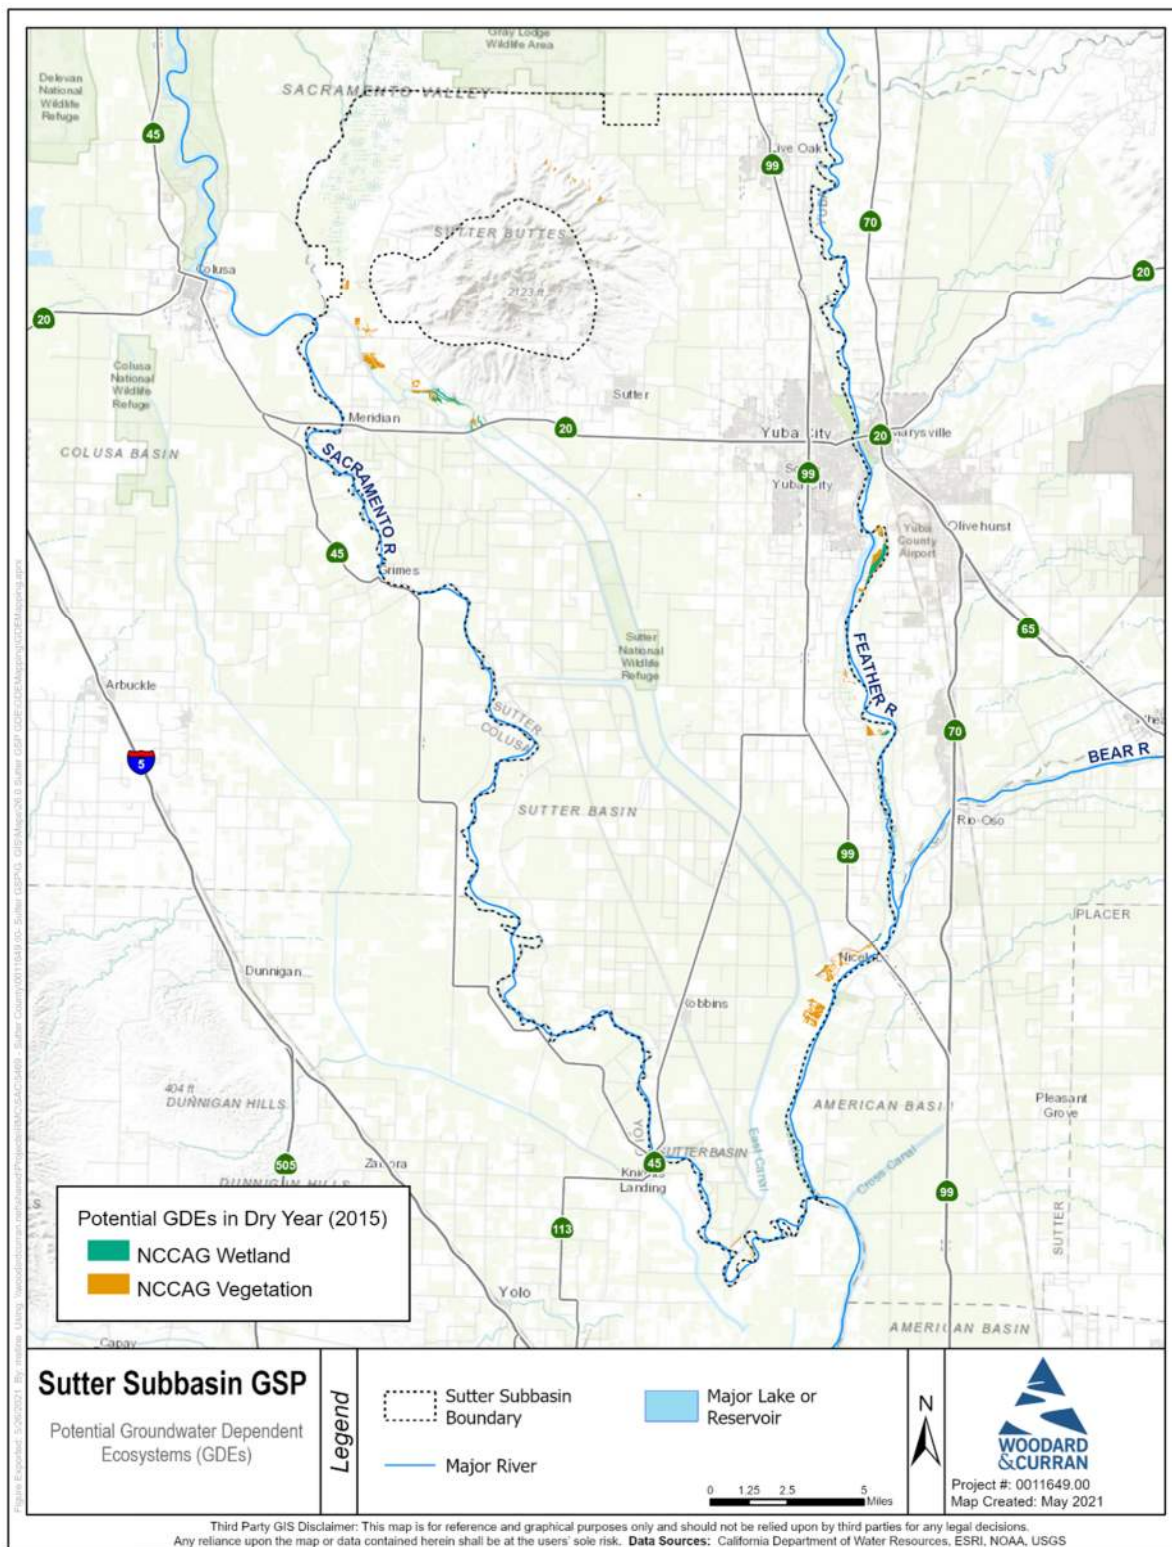 Gray Lodge
Wildlife Area
Delevan
National
Wildlife
Refuge
SACRAMENTO VALLEY
45
99
Live Oak
YUBA
70
SUTTER BUTTES
2123 ft
Colusa
20
20
Colusa
National
Wildlife
Refuge
Sutter
Meridian
20
Yuba City
20
Marysville
COLUSA BASIN
SACRAMENTO R
99
Yuba City
Olivehurst
Yuba
County
Airport
45
Grimes
65
Sutter
National
Wildlife
Refuge
FEATHER R
Arbuckle
SUTTER
COLUSA
70
5
BEAR R
SUTTER BASIN
Rio Oso
99
PLACER
Nicolaus
Dunnigan
Robbins
404 ft
DUNNIGAN HILLS
AMERICAN BASIN
Pleasant
Grove
YOLO
SUTTER BASIN
East Canal
Cross Canal
505
Zamora
45
Knights
Landing
99
DUNNIGAN HILLS
113
SUTTER
Yolo
AMERICAN BASIN
Capay
Potential GDEs in Dry Year (2015)
NCCAG Wetland
NCCAG Vegetation
Sutter Subbasin GSP
Potential Groundwater Dependent
Ecosystems (GDEs)
Legend
Sutter Subbasin
Boundary
Major Lake or
Reservoir
Major River
N
0 1.25 2.5 5
Miles
WOODARD
&CURRAN
Project #: 0011649.00
Map Created: May 2021
Third Party GIS Disclaimer: This map is for reference and graphical purposes only and should not be relied upon by third parties for any legal decisions.
Any reliance upon the map or data contained herein shall be at the users' sole risk. Data Sources: California Department of Water Resources, ESRI, NOAA, USGS